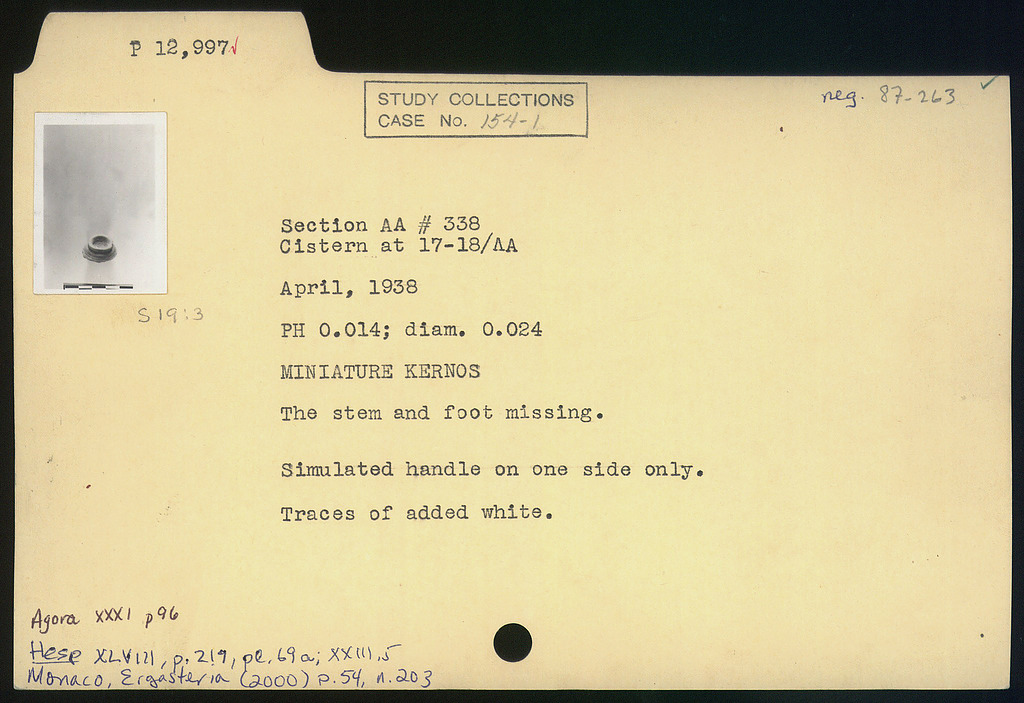 P 12,997✓
STUDY COLLECTIONS
CASE No. 154-1
neg. 87-263 ✓
S 19:3
Section AA # 338
Cistern at 17-18/ΛA
April, 1938
PH 0.014; diam. 0.024
MINIATURE KERNOS
The stem and foot missing.
Simulated handle on one side only.
Traces of added white.
Agora XXXI p96
Hesp XLVIII, p. 219, pl. 69a; XXIII,5
Monaco, Ergasteria (2000) p. 54, n. 203